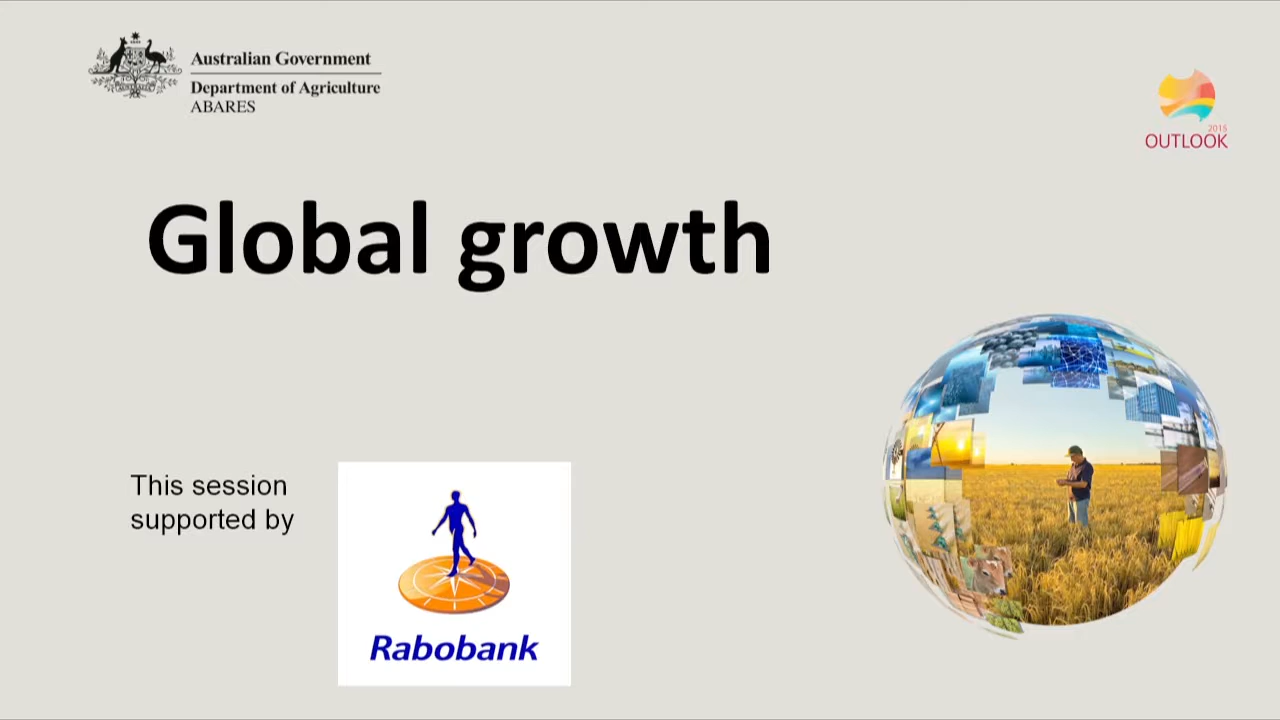 Australian Government
Department of Agriculture
ABARES
2015
OUTLOOK
Global growth
This session
supported by
Rabobank